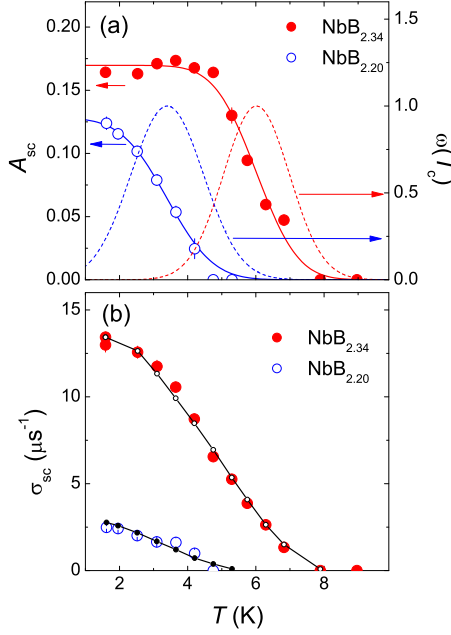 (a)
NbB2.34
NbB2.20
0.20
0.15
0.10
0.05
0.00
Asc
1.5
1.0
0.5
0.0
ω(Tc)
(b)
NbB2.34
NbB2.20
15
10
5
0
σsc (μs-1)
2 4 6 8 10
T (K)